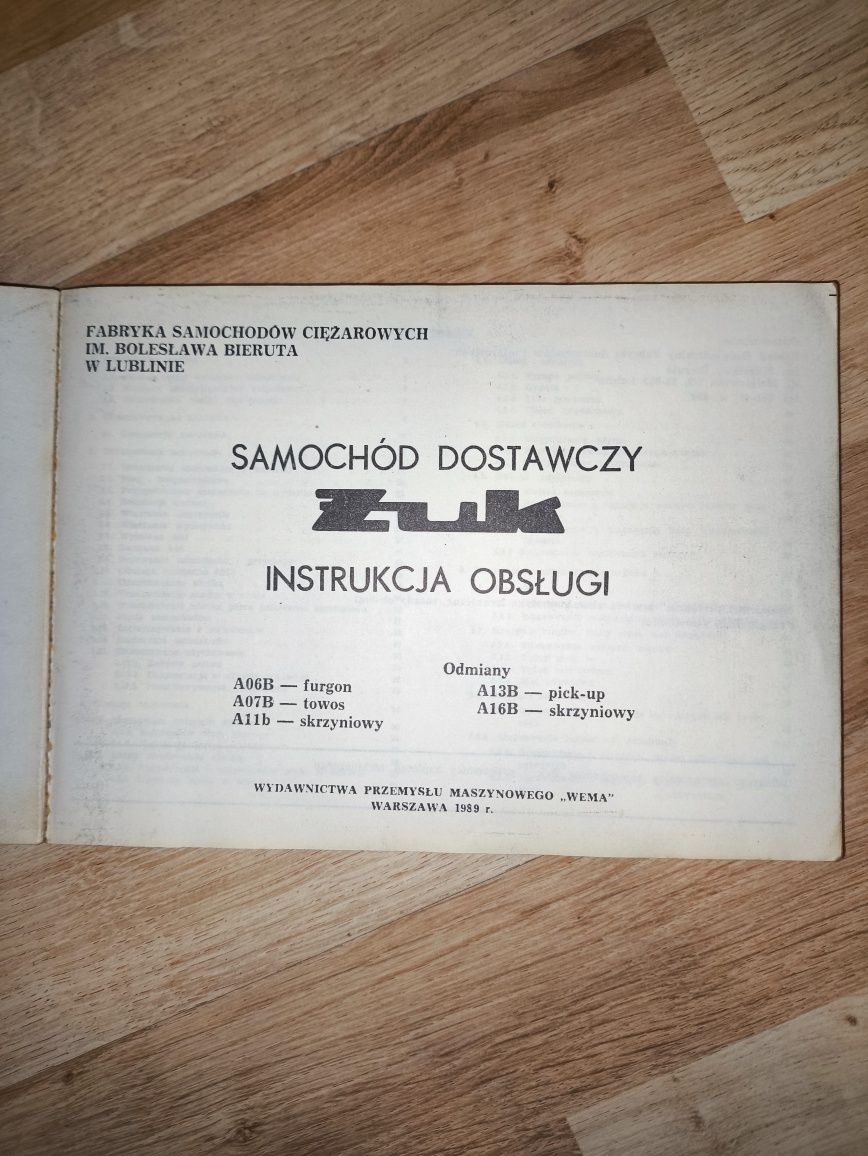 FABRYKA SAMOCHODÓW CIĘŻAROWYCH
IM. BOLESŁAWA BIERUTA
W LUBLINIE
SAMOCHÓD DOSTAWCZY
Żuk
INSTRUKCJA OBSŁUGI
Odmiany
A06B — furgon
A07B — towos
A11b — skrzyniowy
A13B — pick-up
A16B — skrzyniowy
WYDAWNICTWA PRZEMYSŁU MASZYNOWEGO „WEMA”
WARSZAWA 1989 r.